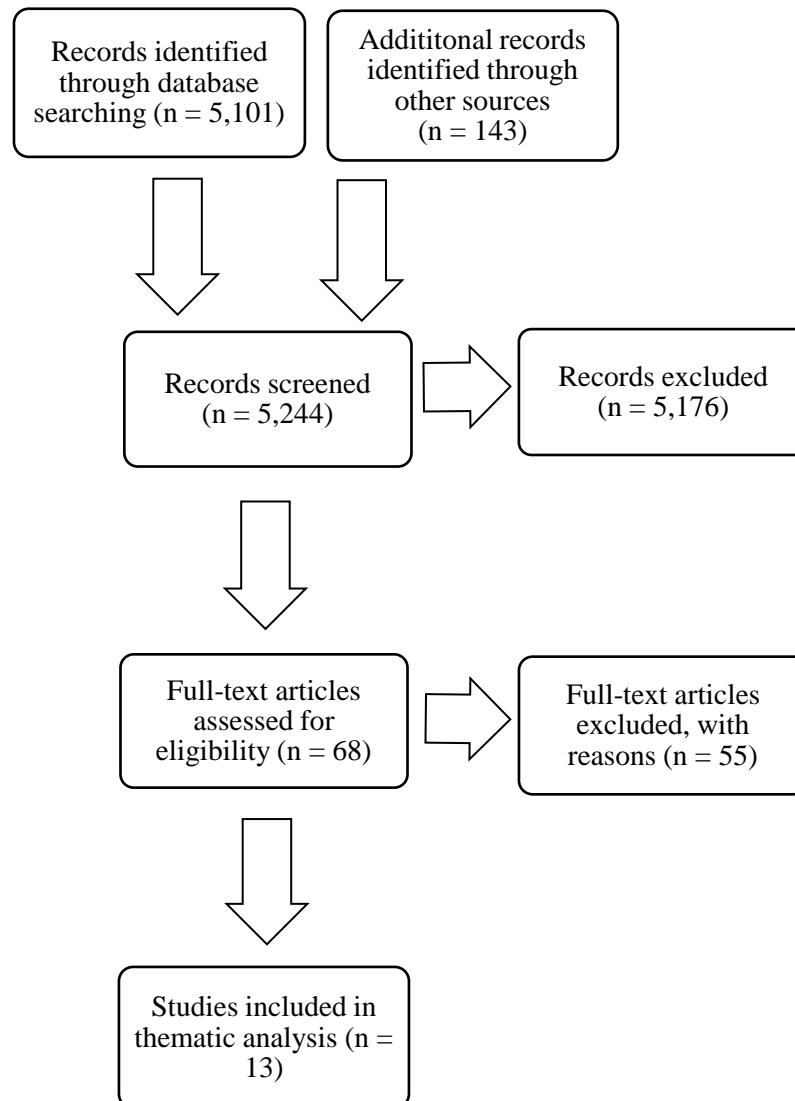 Records identified
through database
searching (n = 5,101)
Addititonal records
identified through
other sources
(n = 143)
Records screened
(n = 5,244)
Records excluded
(n = 5,176)
Full-text articles
assessed for
eligibility (n = 68)
Full-text articles
excluded, with
reasons (n = 55)
Studies included in
thematic analysis (n =
13)